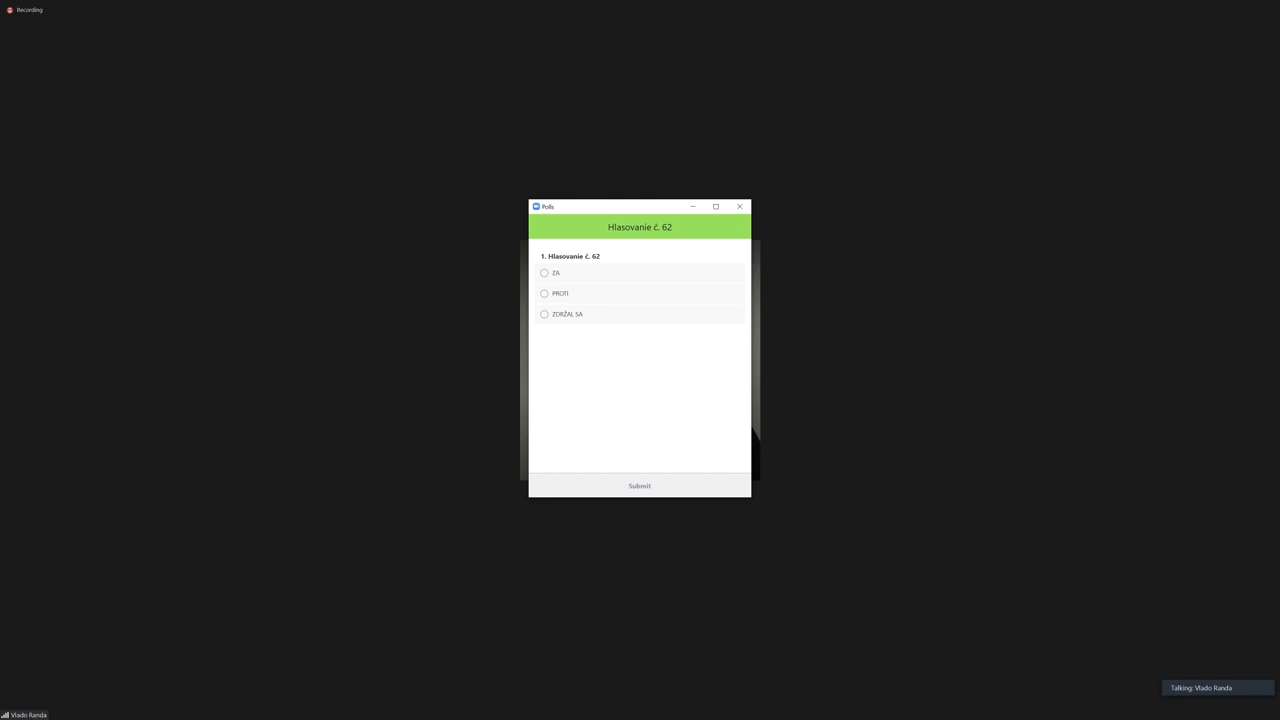 Recording
Polls
Hlasovanie č. 62
1. Hlasovanie č. 62
ZA
PROTI
ZDRŽAL SA
Submit
Talking: Vlado Randa
Vlado Randa